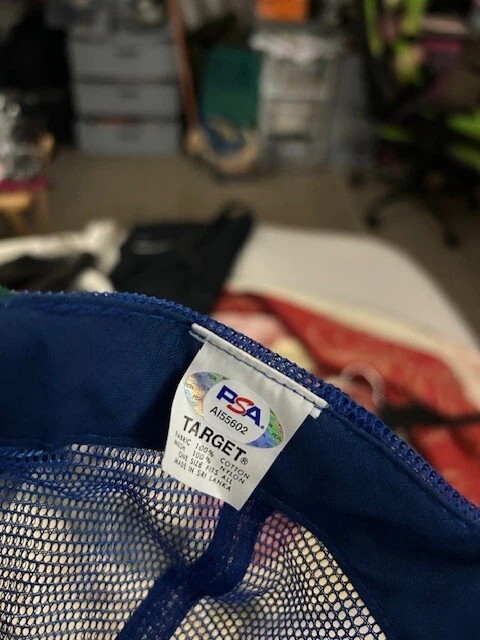 PSA
AI55602
TARGET®
FABRIC 100% COTTON
MESH 100% NYLON
ONE SIZE FITS ALL
MADE IN SRI LANKA